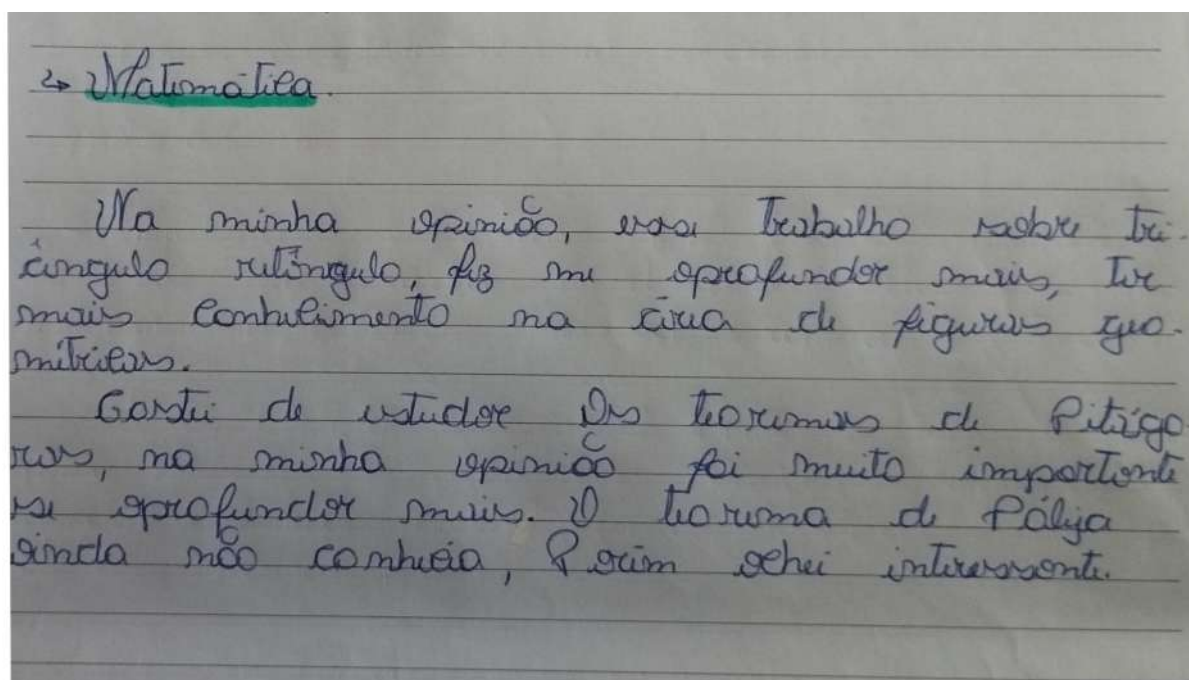 ↳ Matemática.
Na minha opinião, esse trabalho sobre tri-
ângulo retângulo, fiz me aprofundar mais, ter
mais conhecimento na área de figuras geo-
métricas.
Gostei de estudar Os teoremas de Pitágo
ras, na minha opinião foi muito importante
se aprofundar mais. O teorema de Pólya
ainda não conhecia, Porém achei interessante.